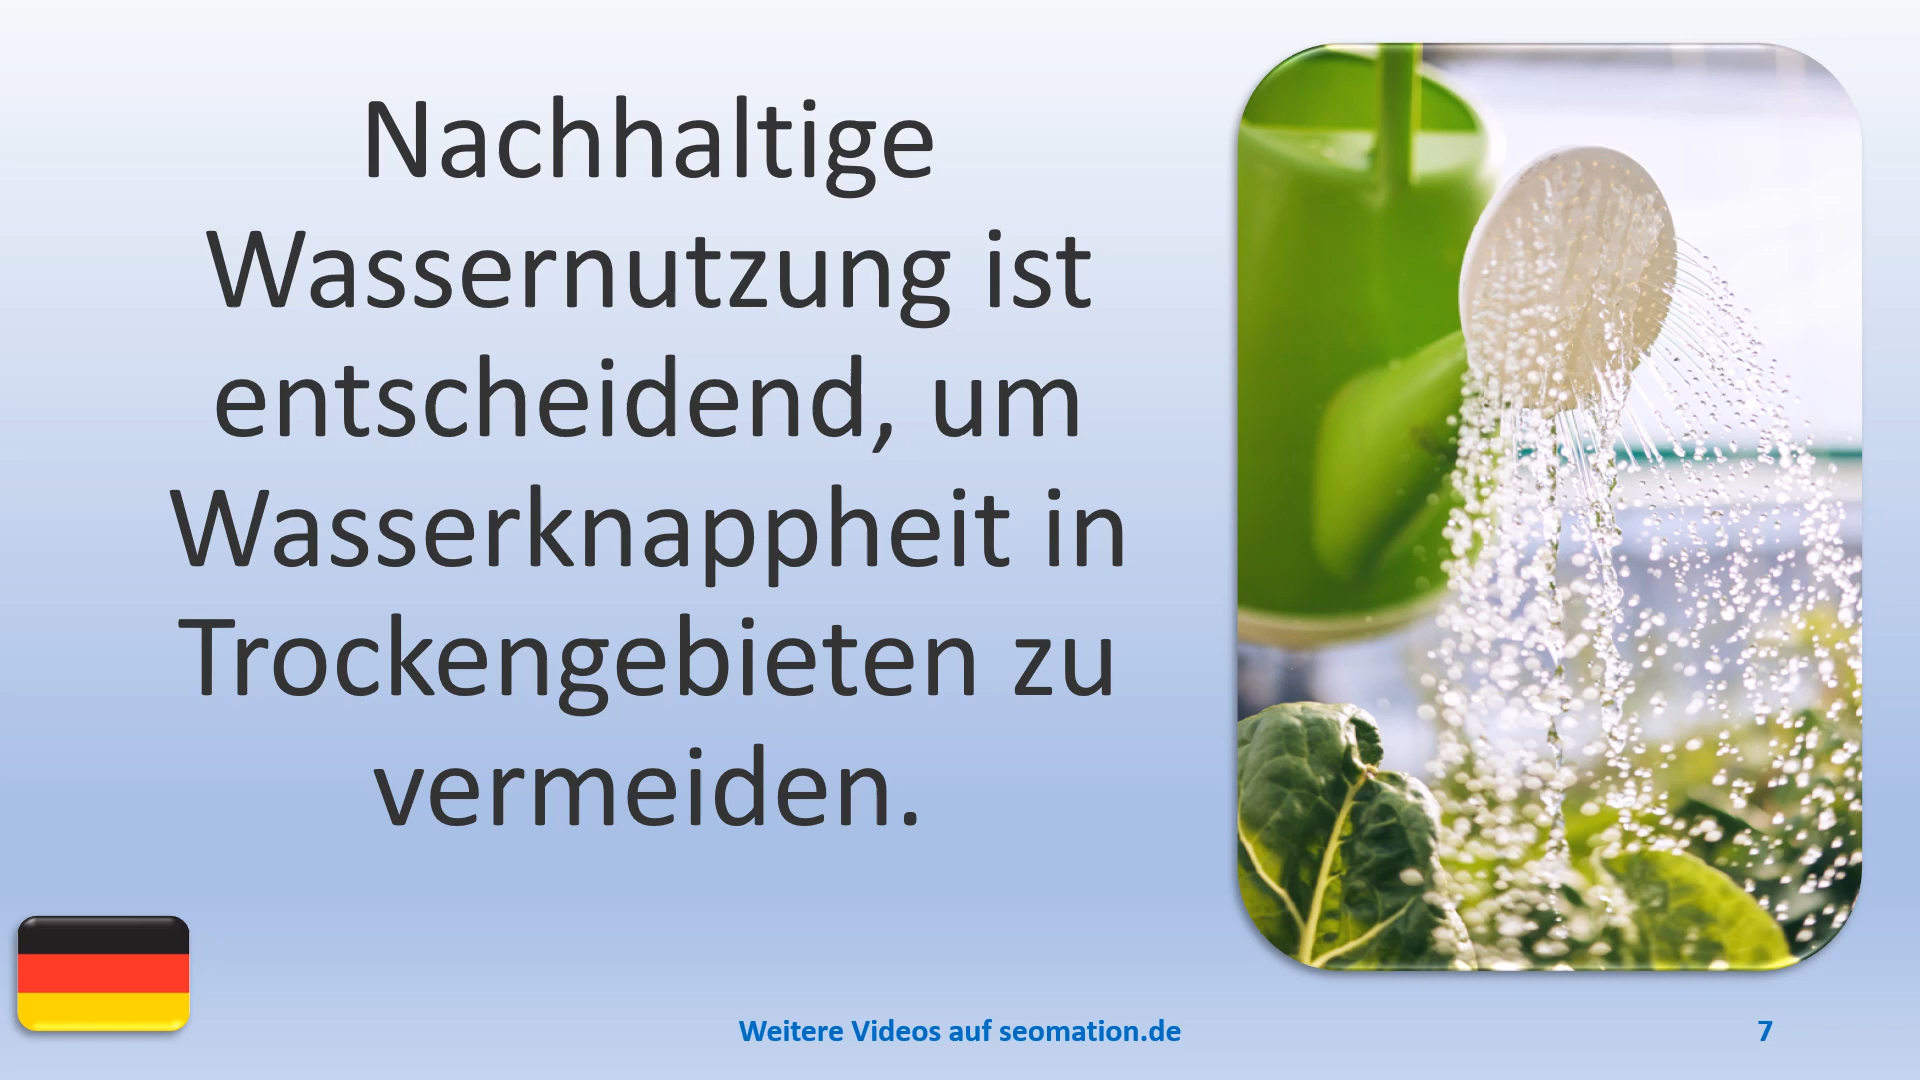 Nachhaltige
Wassernutzung ist
entscheidend, um
Wasserknappheit in
Trockengebieten zu
vermeiden.
Weitere Videos auf seomation.de
7